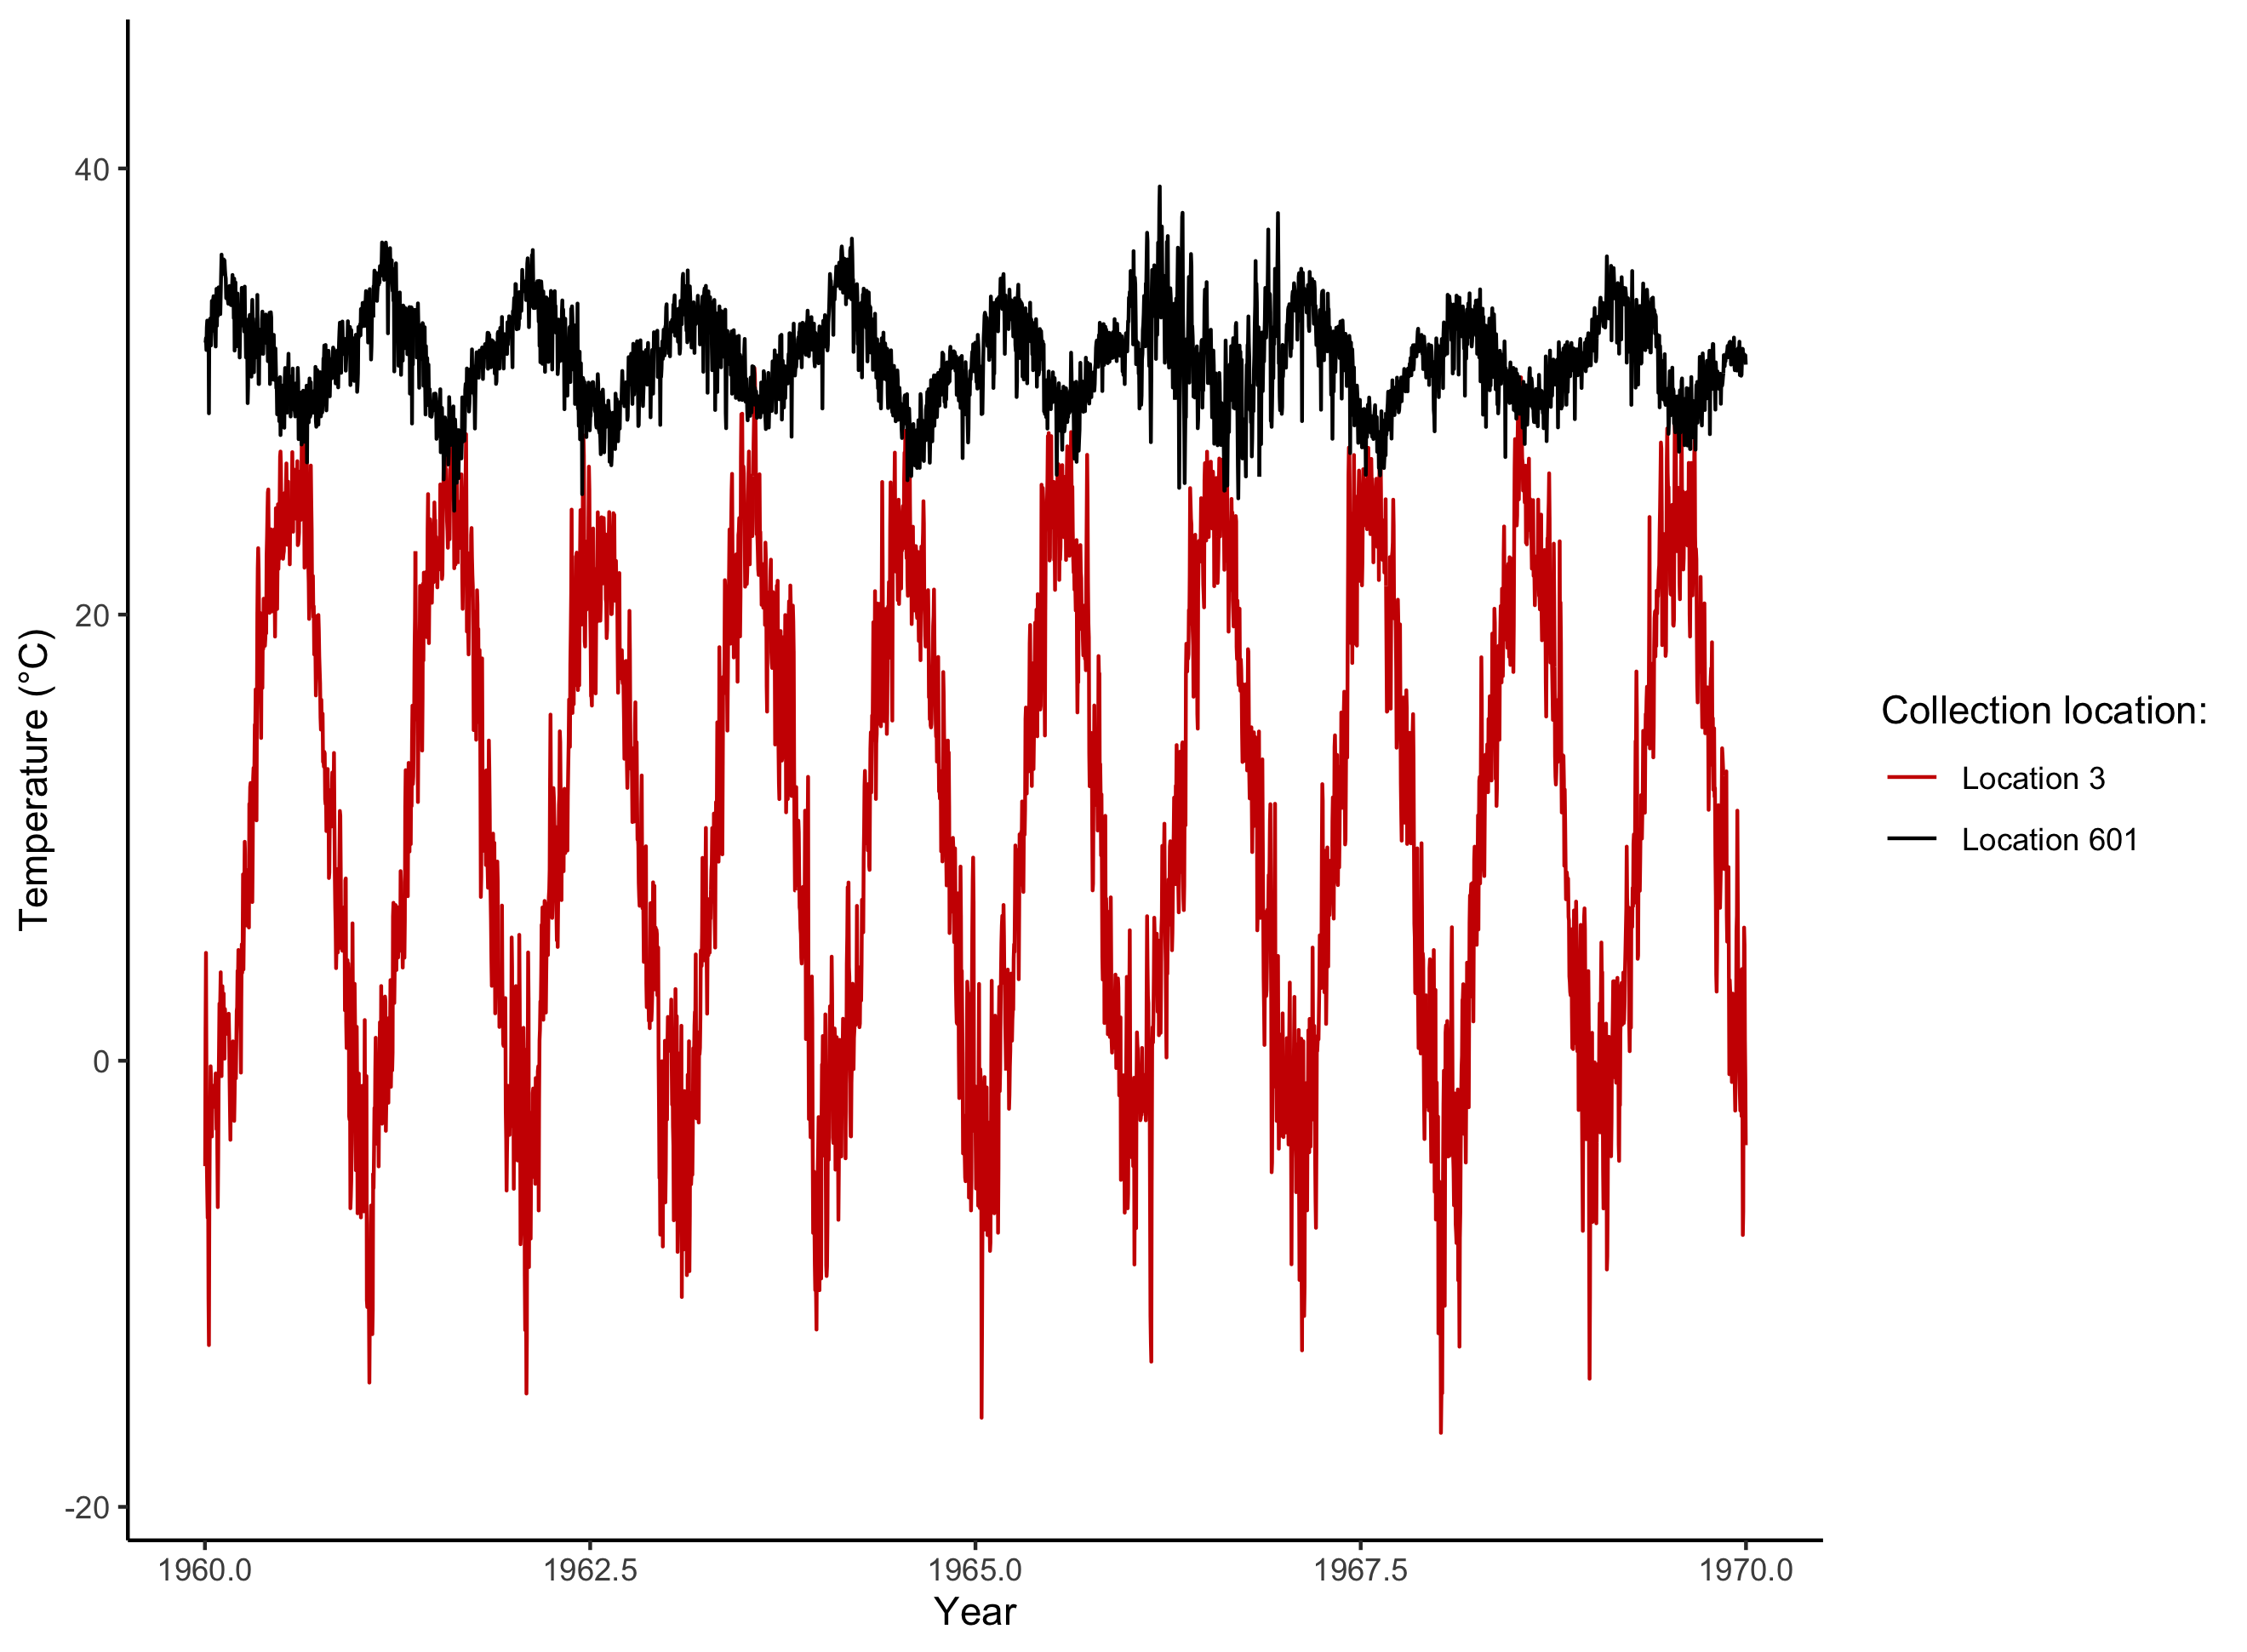 40
20
0
-20
Temperature (°C)
1960.0 1962.5 1965.0 1967.5 1970.0
Year
Collection location:
Location 3
Location 601